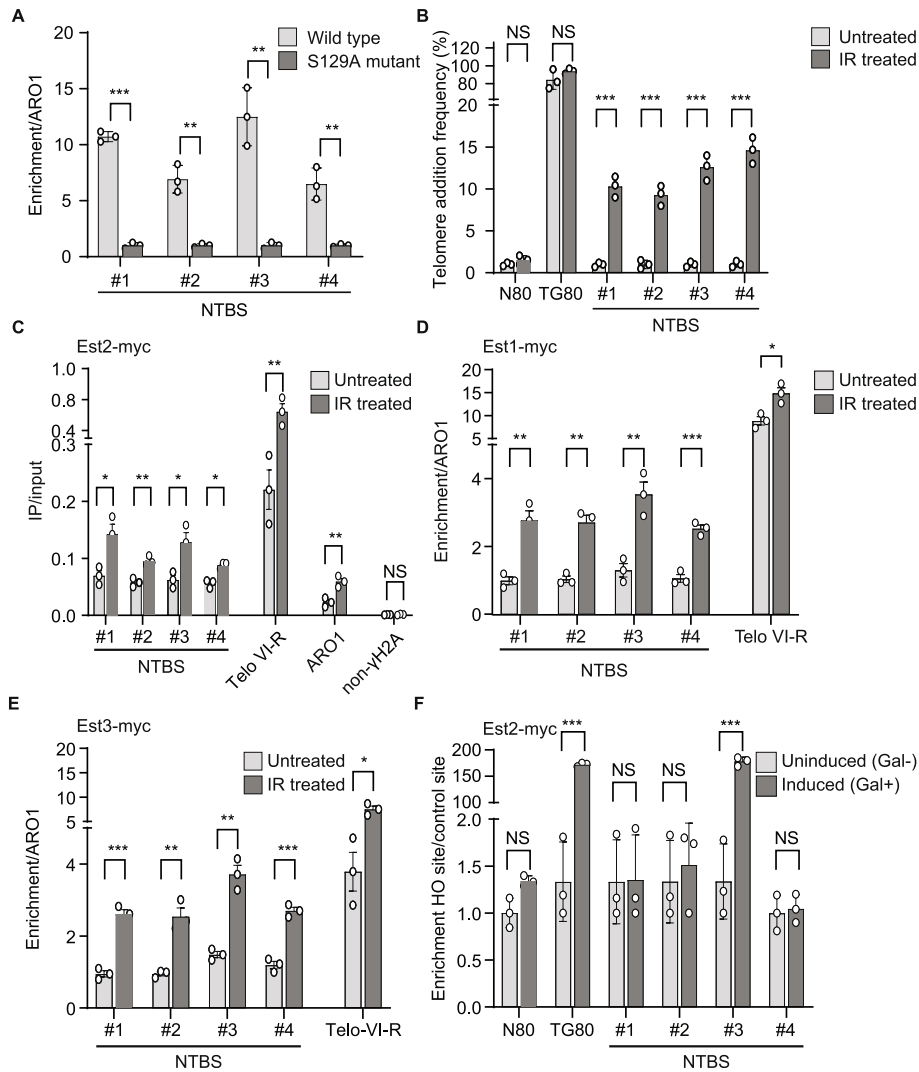 A
Enrichment/ARO1
20
15
10
5
0
Wild type
S129A mutant
***
**
**
**
#1
#2
#3
#4
NTBS
B
Telomere addition frequency (%)
120
100
80
20
15
10
5
0
Untreated
IR treated
NS
NS
***
***
***
***
N80
TG80
#1
#2
#3
#4
NTBS
C
Est2-myc
IP/input
1.0
0.8
0.4
0.3
0.2
0.1
0.0
Untreated
IR treated
*
**
*
*
**
**
NS
#1
#2
#3
#4
NTBS
Telo VI-R
ARO1
non-γH2A
D
Est1-myc
Enrichment/ARO1
20
15
10
5
4
2
0
Untreated
IR treated
**
**
**
***
*
#1
#2
#3
#4
Telo VI-R
NTBS
E
Est3-myc
Enrichment/ARO1
20
15
10
5
4
2
0
Untreated
IR treated
***
**
**
***
*
#1
#2
#3
#4
Telo-VI-R
NTBS
F
Est2-myc
Enrichment HO site/control site
200
150
100
2.0
1.5
1.0
0.5
0.0
Uninduced (Gal-)
Induced (Gal+)
NS
***
NS
NS
***
NS
N80
TG80
#1
#2
#3
#4
NTBS